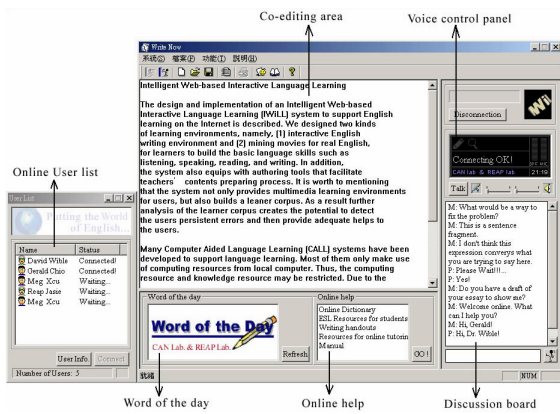 Co-editing area
Voice control panel
Online User list
Write Now
系統(S) 檔案(F) 功能(T) 說明(H)
Intelligent Web-based Interactive Language Learning
The design and implementation of an Intelligent Web-based
Interactive Language Learning (IWiLL) system to support English
learning on the Internet is described. We designed two kinds
of learning environments, namely, (1) interactive English
writing environment and (2) mining movies for real English,
for learners to build the basic language skills such as
listening, speaking, reading, and writing. In addition,
the system also equips with authoring tools that facilitate
teachers' contents preparing process. It is worth to mentioning
that the system not only provides multimedia learning environments
for users, but also builds a leaner corpus. As a result further
analysis of the learner corpus creates the potential to detect
the users persistent errors and then provide adequate helps to
the users.
Many Computer Aided Language Learning (CALL) systems have been
developed to support language learning. Most of them only make use
of computing resources from local computer. Thus, the computing
resource and knowledge resource may be restricted. Due to the
Disconnection
Connecting OK!
CAN lab & REAP Lab
21:19
Talk
M: What would be a way to
fix the problem?
M: This is a sentence
fragment.
M: I don't think this
expression converys what
you are trying to say here.
P: Please Wait!!!...
P: Yes!
M: Do you have a draft of
your essay to show me?
M: Welcome online. What
can I help you?
M: Hi, Gerald!
P: Hi, Dr. Wible!
User List
Putting the World
of English...
Name Status
David Wible Connected!
Gerald Chio Connected!
Meg Xcu Waiting...
Reap Jasie Waiting...
Meg Xcu Waiting...
User Info. Connect
Number of Users: 5
Word of the day
Word of the Day
CAN Lab. & REAP Lab.
Refresh
Online help
Online Dictionary
ESL Resources for students
Writing handouts
Resources for online tutorin
Manual
GO!
就緒
NUM
Word of the day
Online help
Discussion board